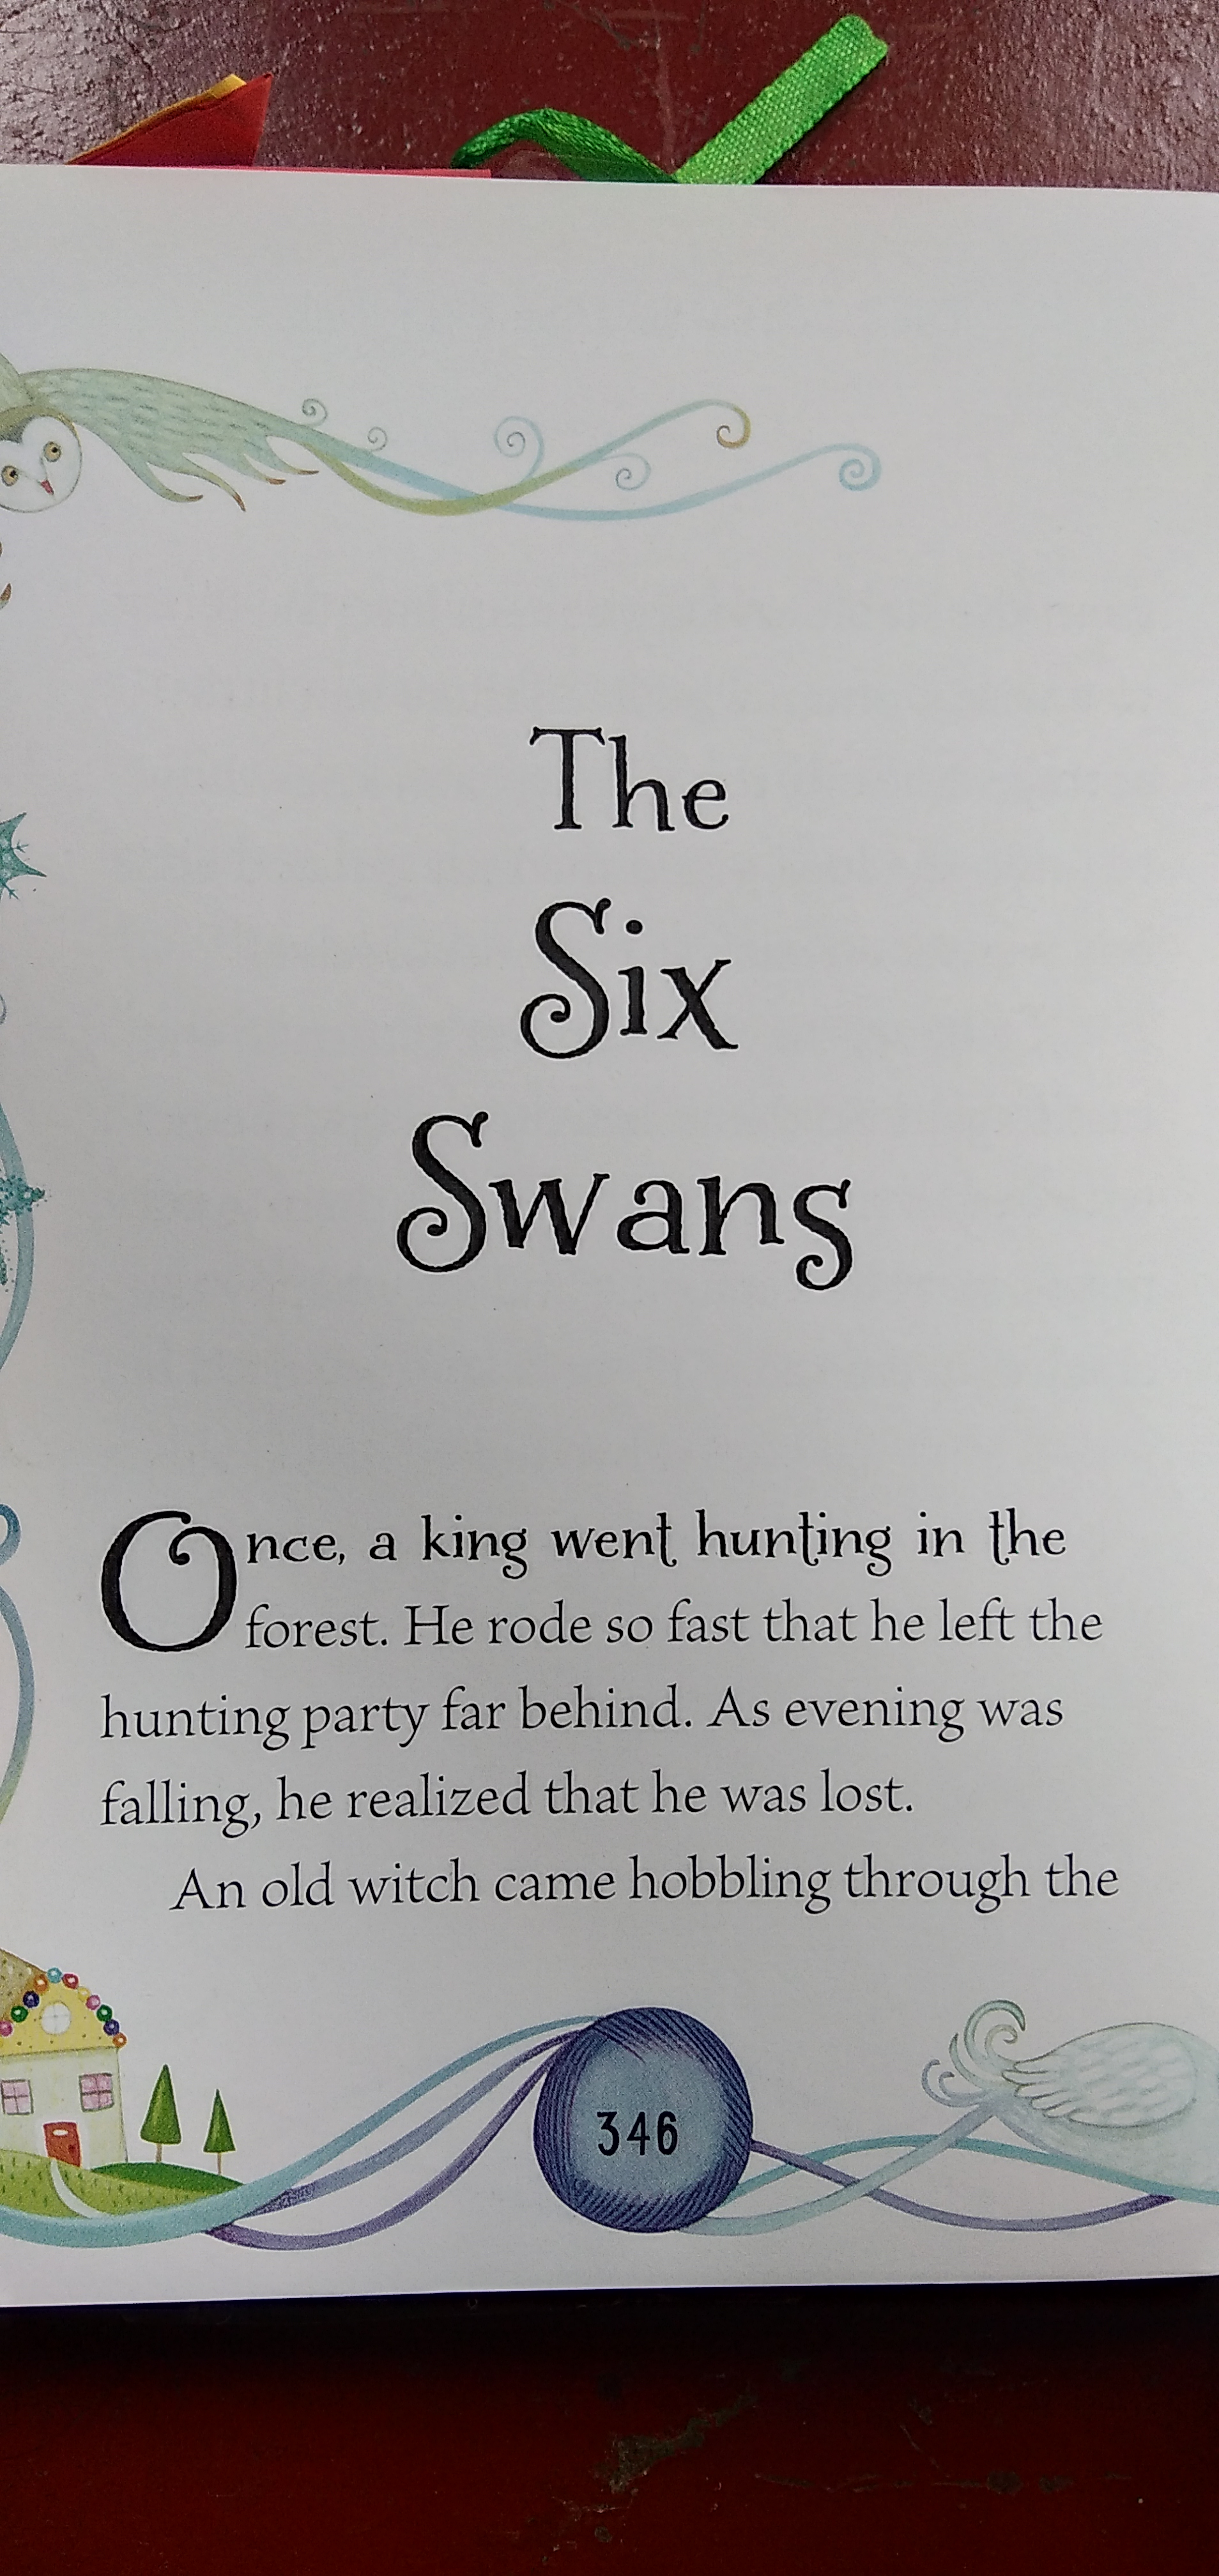 The
Six
Swans
Once, a king went hunting in the
forest. He rode so fast that he left the
hunting party far behind. As evening was
falling, he realized that he was lost.
An old witch came hobbling through the
346